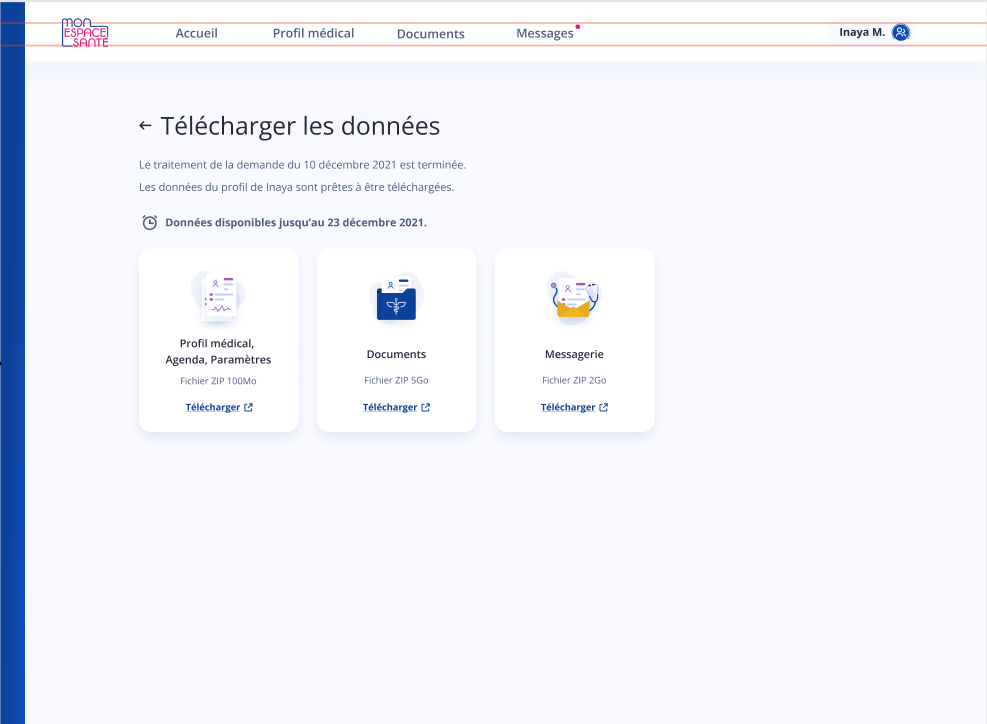 MON
ESPACE
SANTÉ
Accueil
Profil médical
Documents
Messages
Inaya M.
← Télécharger les données
Le traitement de la demande du 10 décembre 2021 est terminée.
Les données du profil de Inaya sont prêtes à être téléchargées.
Données disponibles jusqu'au 23 décembre 2021.
Profil médical,
Agenda, Paramètres
Fichier ZIP 100Mo
Télécharger
Documents
Fichier ZIP 5Go
Télécharger
Messagerie
Fichier ZIP 2Go
Télécharger